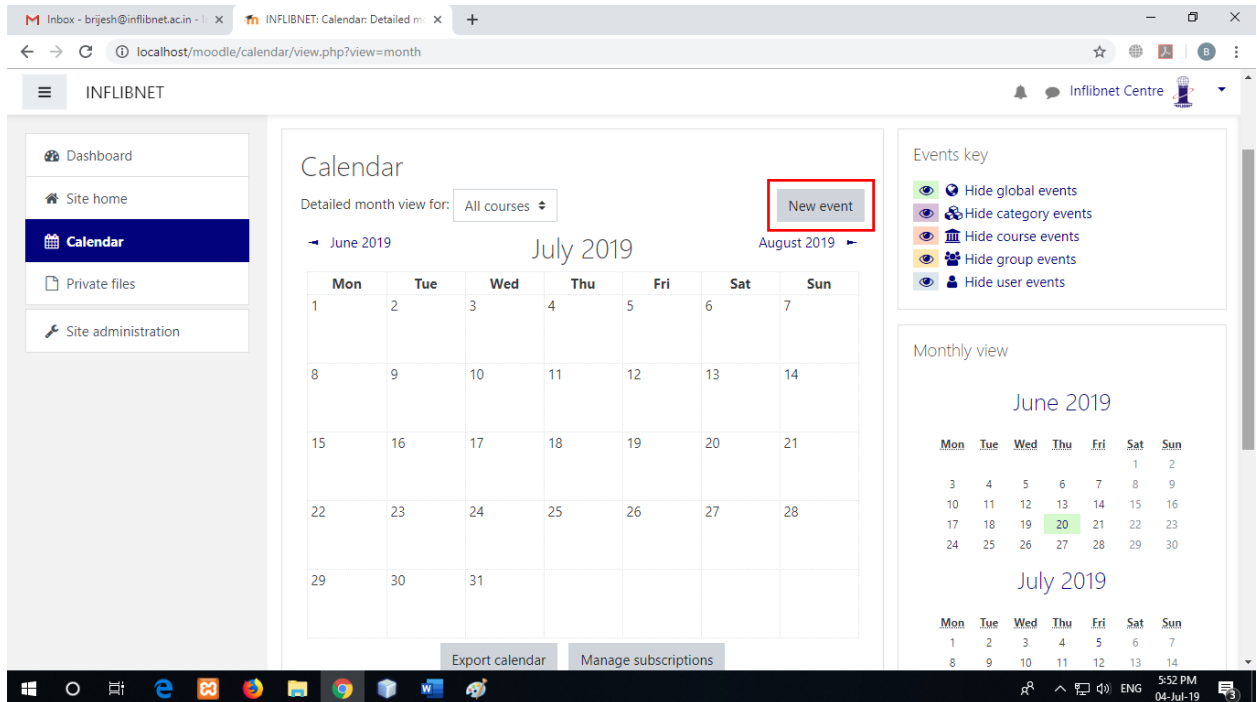 Inbox - brijesh@inflibnet.ac.in - I
INFLIBNET: Calendar: Detailed mo
localhost/moodle/calendar/view.php?view=month
B
INFLIBNET
Inflibnet Centre
Dashboard
Site home
Calendar
Private files
Site administration
Calendar
Detailed month view for: All courses
New event
June 2019
July 2019
August 2019
Mon Tue Wed Thu Fri Sat Sun
1 2 3 4 5 6 7
8 9 10 11 12 13 14
15 16 17 18 19 20 21
22 23 24 25 26 27 28
29 30 31
Export calendar
Manage subscriptions
Events key
Hide global events
Hide category events
Hide course events
Hide group events
Hide user events
Monthly view
June 2019
Mon Tue Wed Thu Fri Sat Sun
1 2
3 4 5 6 7 8 9
10 11 12 13 14 15 16
17 18 19 20 21 22 23
24 25 26 27 28 29 30
July 2019
Mon Tue Wed Thu Fri Sat Sun
1 2 3 4 5 6 7
8 9 10 11 12 13 14
ENG
5:52 PM
04-Jul-19
3